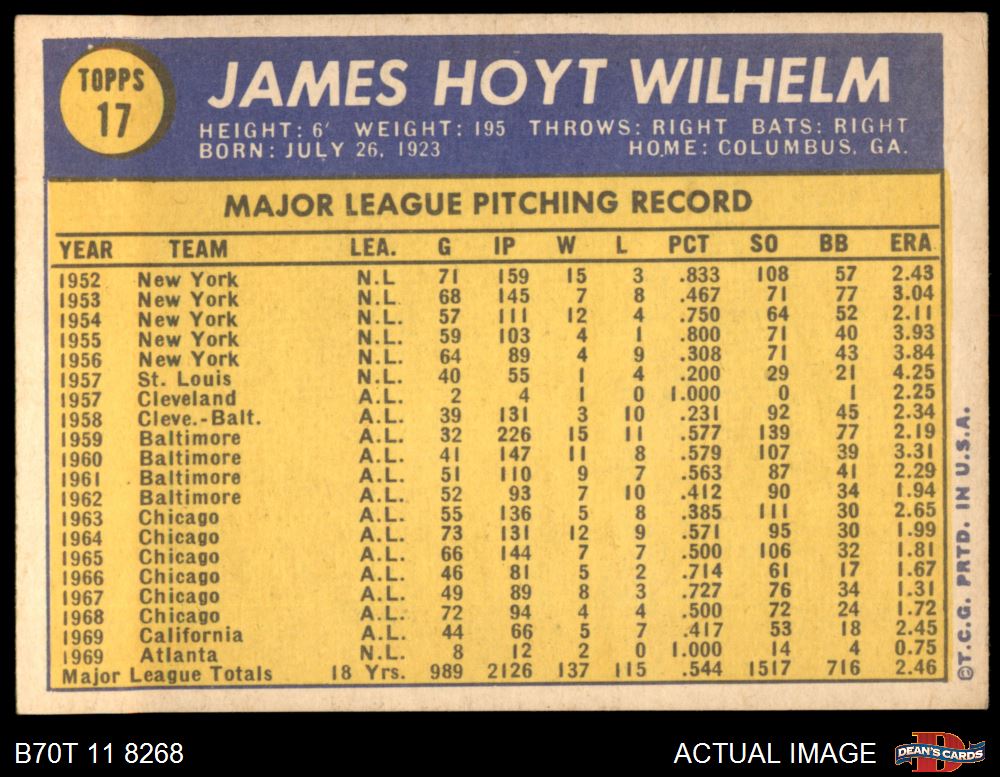 TOPPS
17
JAMES HOYT WILHELM
HEIGHT: 6' WEIGHT: 195 THROWS: RIGHT BATS: RIGHT
BORN: JULY 26, 1923 HOME: COLUMBUS, GA.
MAJOR LEAGUE PITCHING RECORD
YEAR TEAM LEA. G IP W L PCT SO BB ERA
1952 New York N.L 71 159 15 3 .833 108 57 2.43
1953 New York N.L. 68 145 7 8 .467 71 77 3.04
1954 New York N.L. 57 111 12 4 .750 64 52 2.11
1955 New York N.L. 59 103 4 1 .800 71 40 3.93
1956 New York N.L. 64 89 4 9 .308 71 43 3.84
1957 St. Louis N.L. 40 55 1 4 .200 29 21 4.25
1957 Cleveland A.L. 2 4 1 0 1.000 0 1 2.25
1958 Cleve.-Balt. A.L. 39 131 3 10 .231 92 45 2.34
1959 Baltimore A.L. 32 226 15 11 .577 139 77 2.19
1960 Baltimore A.L. 41 147 11 8 .579 107 39 3.31
1961 Baltimore A.L. 51 110 9 7 .563 87 41 2.29
1962 Baltimore A.L. 52 93 7 10 .412 90 34 1.94
1963 Chicago A.L. 55 136 5 8 .385 111 30 2.65
1964 Chicago A.L. 73 131 12 9 .571 95 30 1.99
1965 Chicago A.L. 66 144 7 7 .500 106 32 1.81
1966 Chicago A.L. 46 81 5 2 .714 61 17 1.67
1967 Chicago A.L. 49 89 8 3 .727 76 34 1.31
1968 Chicago A.L. 72 94 4 4 .500 72 24 1.72
1969 California A.L. 44 66 5 7 .417 53 18 2.45
1969 Atlanta N.L. 8 12 2 0 1.000 14 4 0.75
Major League Totals 18 Yrs. 989 2126 137 115 .544 1517 716 2.46
©T.C.G. PRTD. IN U.S.A.
B70T 11 8268 ACTUAL IMAGE
DEAN'S CARDS